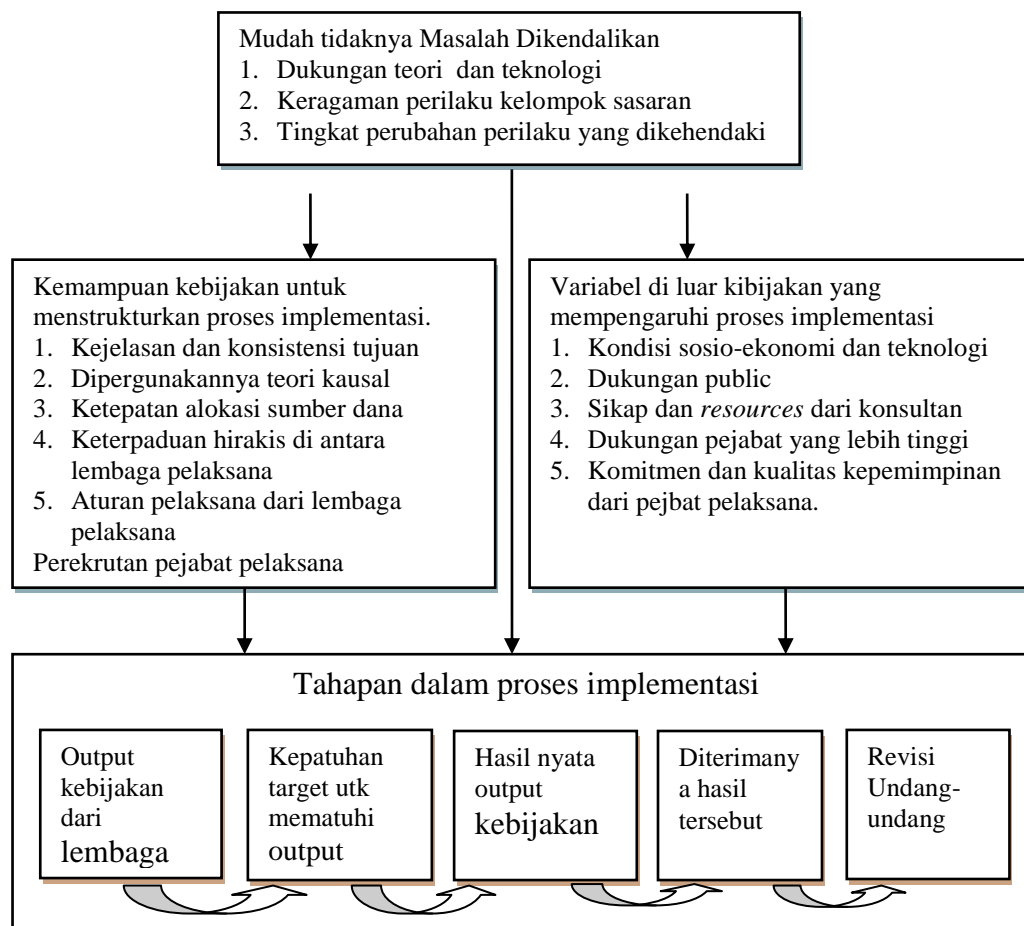 Mudah tidaknya Masalah Dikendalikan
1. Dukungan teori dan teknologi
2. Keragaman perilaku kelompok sasaran
3. Tingkat perubahan perilaku yang dikehendaki
Kemampuan kebijakan untuk
menstrukturkan proses implementasi.
1. Kejelasan dan konsistensi tujuan
2. Dipergunakannya teori kausal
3. Ketepatan alokasi sumber dana
4. Keterpaduan hirakis di antara
lembaga pelaksana
5. Aturan pelaksana dari lembaga
pelaksana
Perekrutan pejabat pelaksana
Variabel di luar kibijakan yang
mempengaruhi proses implementasi
1. Kondisi sosio-ekonomi dan teknologi
2. Dukungan public
3. Sikap dan resources dari konsultan
4. Dukungan pejabat yang lebih tinggi
5. Komitmen dan kualitas kepemimpinan
dari pejbat pelaksana.
Tahapan dalam proses implementasi
Output
kebijakan
dari
lembaga
Kepatuhan
target utk
mematuhi
output
Hasil nyata
output
kebijakan
Diterimany
a hasil
tersebut
Revisi
Undang-
undang